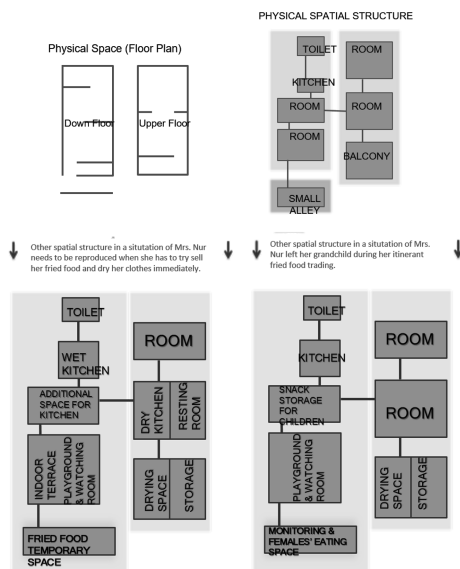 PHYSICAL SPATIAL STRUCTURE
Physical Space (Floor Plan)
Down Floor
Upper Floor
TOILET
KITCHEN
ROOM
ROOM
SMALL
ALLEY
ROOM
ROOM
BALCONY
Other spatial structure in a situtation of Mrs. Nur
needs to be reproduced when she has to try sell
her fried food and dry her clothes immediately.
Other spatial structure in a situtation of Mrs.
Nur left her grandchild during her itinerant
fried food trading.
TOILET
WET
KITCHEN
ADDITIONAL
SPACE FOR
KITCHEN
INDOOR
TERRACE
PLAYGROUND
& WATCHING
ROOM
FRIED FOOD
TEMPORARY
SPACE
ROOM
DRY
KITCHEN
RESTING
ROOM
DRYING
SPACE
STORAGE
TOILET
KITCHEN
SNACK
STORAGE
FOR
CHILDREN
PLAYGROUND
& WATCHING
ROOM
MONITORING &
FEMALES' EATING
SPACE
ROOM
ROOM
DRYING
SPACE
STORAGE